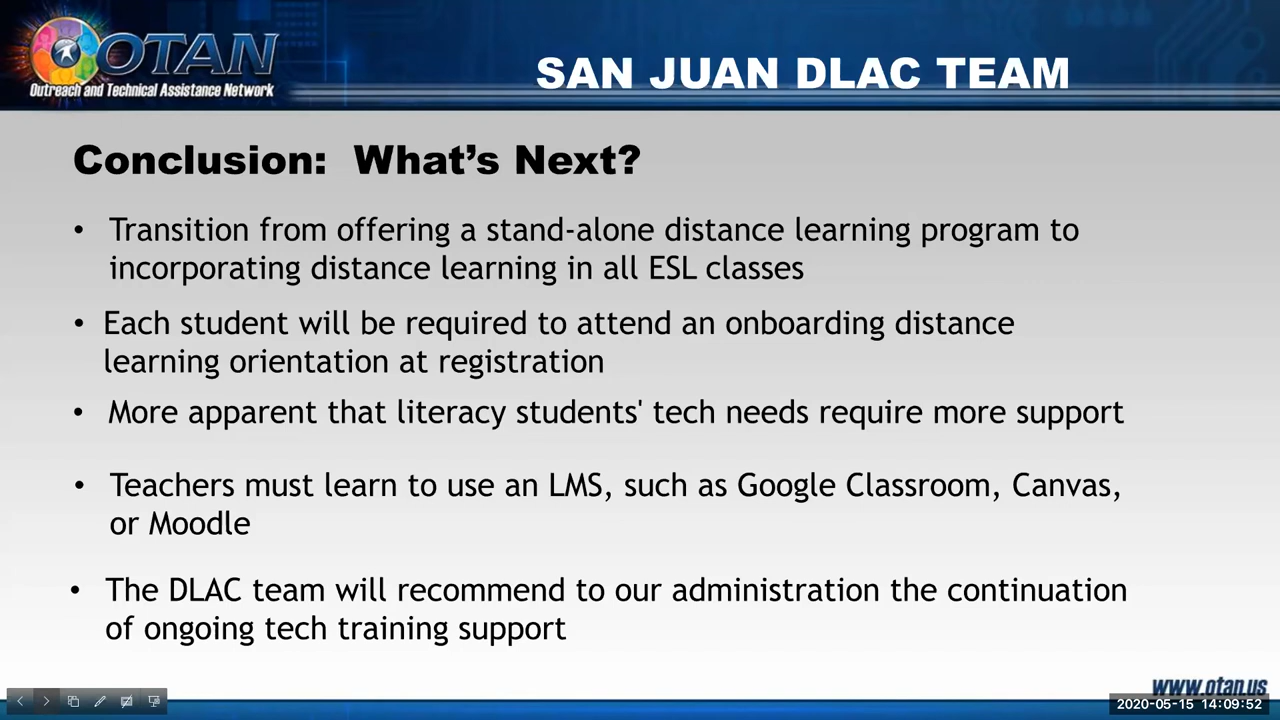 OTAN
Outreach and Technical Assistance Network
SAN JUAN DLAC TEAM
Conclusion:  What’s Next?
• Transition from offering a stand-alone distance learning program to
incorporating distance learning in all ESL classes
• Each student will be required to attend an onboarding distance
learning orientation at registration
• More apparent that literacy students' tech needs require more support
• Teachers must learn to use an LMS, such as Google Classroom, Canvas,
or Moodle
• The DLAC team will recommend to our administration the continuation
of ongoing tech training support
www.otan.us
2020-05-15 14:09:52